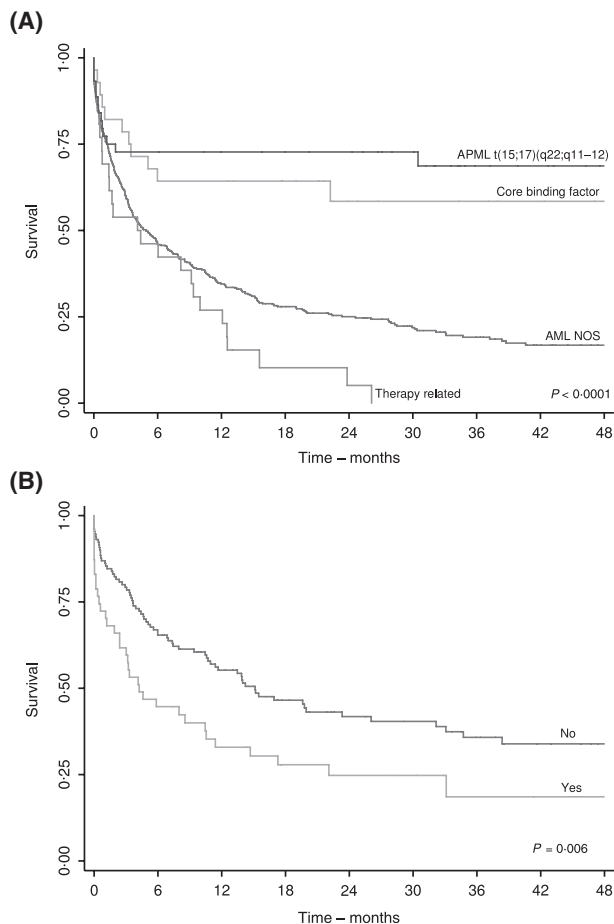 (A)
1·00
0·75
0·50
0·25
0·00
Survival
APML t(15;17)(q22;q11–12)
Core binding factor
AML NOS
Therapy related
P < 0·0001
0 6 12 18 24 30 36 42 48
Time – months
(B)
1·00
0·75
0·50
0·25
0·00
Survival
No
Yes
P = 0·006
0 6 12 18 24 30 36 42 48
Time – months